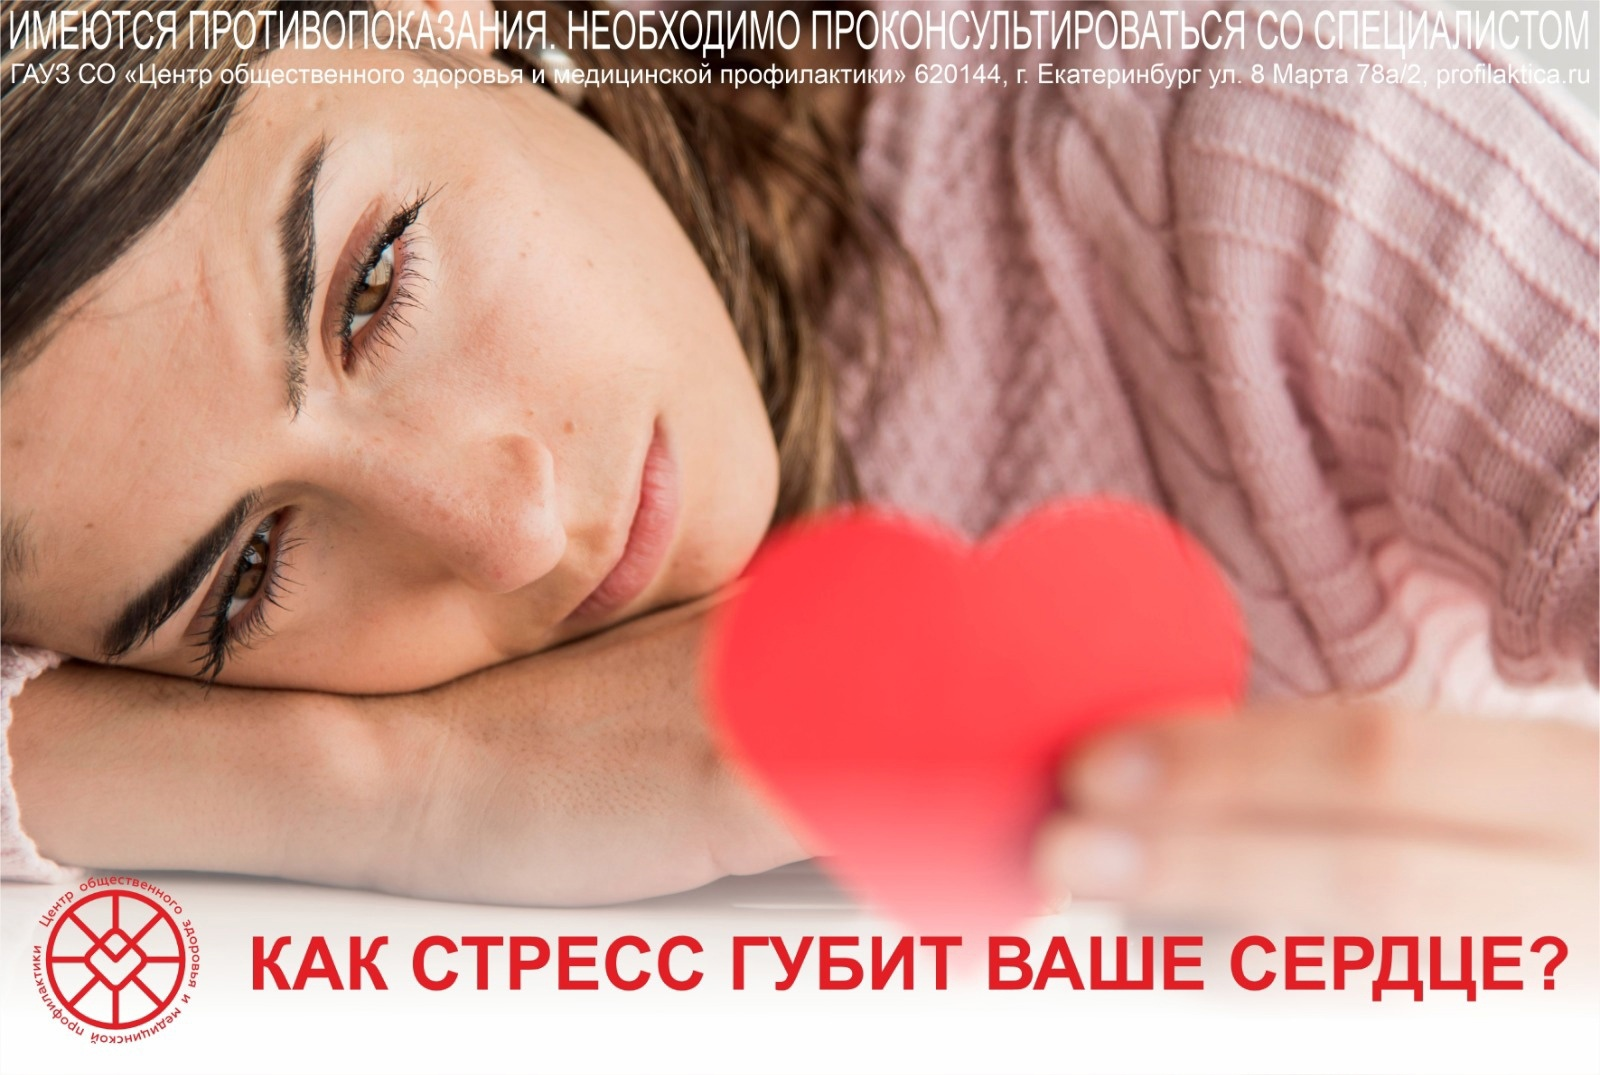 ИМЕЮТСЯ ПРОТИВОПОКАЗАНИЯ. НЕОБХОДИМО ПРОКОНСУЛЬТИРОВАТЬСЯ СО СПЕЦИАЛИСТОМ
ГАУЗ СО «Центр общественного здоровья и медицинской профилактики» 620144, г. Екатеринбург ул. 8 Марта 78а/2, profilaktica.ru
Центр общественного здоровья и медицинской профилактики
КАК СТРЕСС ГУБИТ ВАШЕ СЕРДЦЕ?